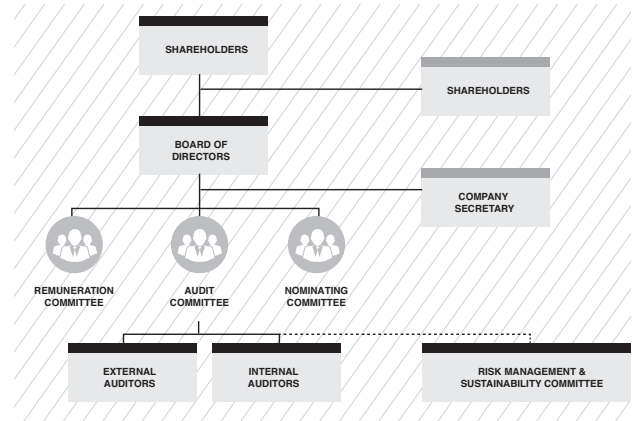 SHAREHOLDERS
SHAREHOLDERS
BOARD OF
DIRECTORS
COMPANY
SECRETARY
REMUNERATION
COMMITTEE
AUDIT
COMMITTEE
NOMINATING
COMMITTEE
EXTERNAL
AUDITORS
INTERNAL
AUDITORS
RISK MANAGEMENT &
SUSTAINABILITY COMMITTEE